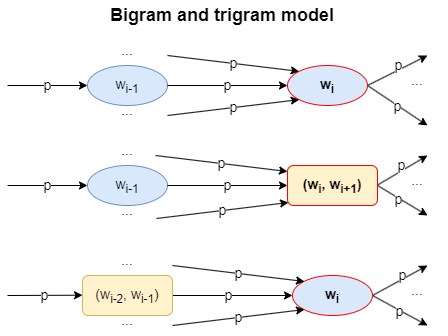 Bigram and trigram model
...
p
p w_{i-1} p w_i p ...
p
... p
...
p
p w_{i-1} p (w_i, w_{i+1}) p ...
p
... p
...
p
p (w_{i-2}, w_{i-1}) p w_i p ...
p
... p